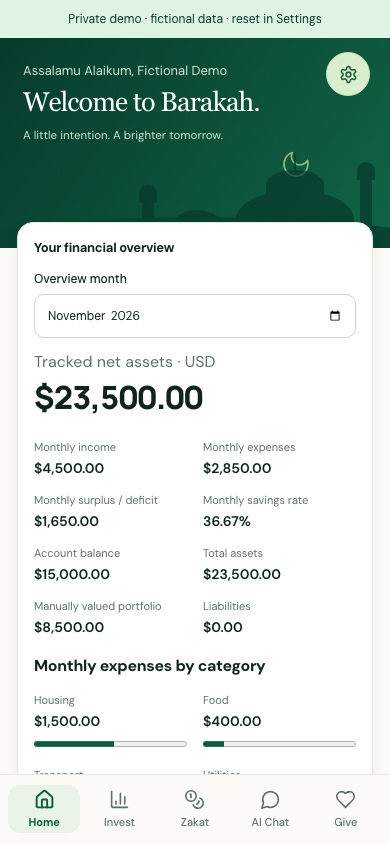 Private demo · fictional data · reset in Settings
Assalamu Alaikum, Fictional Demo
Welcome to Barakah.
A little intention. A brighter tomorrow.
Your financial overview
Overview month
November 2026
Tracked net assets · USD
$23,500.00
Monthly income
Monthly expenses
$4,500.00
$2,850.00
Monthly surplus / deficit
Monthly savings rate
$1,650.00
36.67%
Account balance
Total assets
$15,000.00
$23,500.00
Manually valued portfolio
Liabilities
$8,500.00
$0.00
Monthly expenses by category
Housing
Food
$1,500.00
$400.00
Home
Invest
Zakat
AI Chat
Give